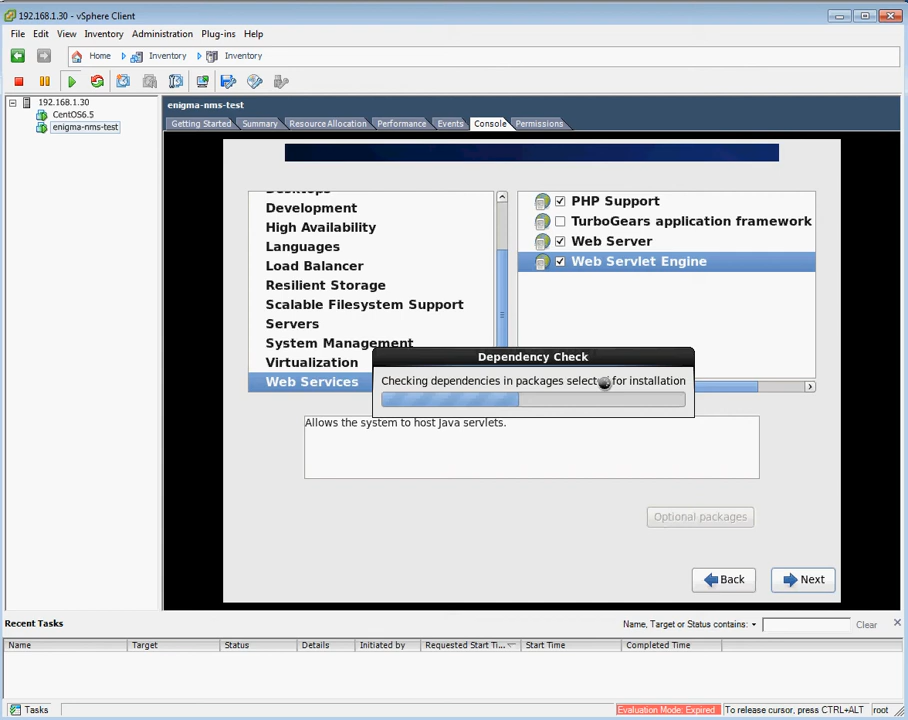 192.168.1.30 - vSphere Client
File Edit View Inventory Administration Plug-ins Help
Home Inventory Inventory
192.168.1.30
CentOS6.5
enigma-nms-test
enigma-nms-test
Getting Started Summary Resource Allocation Performance Events Console Permissions
Desktops
Development
High Availability
Languages
Load Balancer
Resilient Storage
Scalable Filesystem Support
Servers
System Management
Virtualization
Web Services
PHP Support
TurboGears application framework
Web Server
Web Servlet Engine
Dependency Check
Checking dependencies in packages for installation
Allows the system to host Java servlets.
Optional packages
Back Next
Recent Tasks
Name, Target or Status contains: Clear
Name Target Status Details Initiated by Requested Start Ti... Start Time Completed Time
Tasks
Evaluation Mode: Expired To release cursor, press CTRL+ALT root